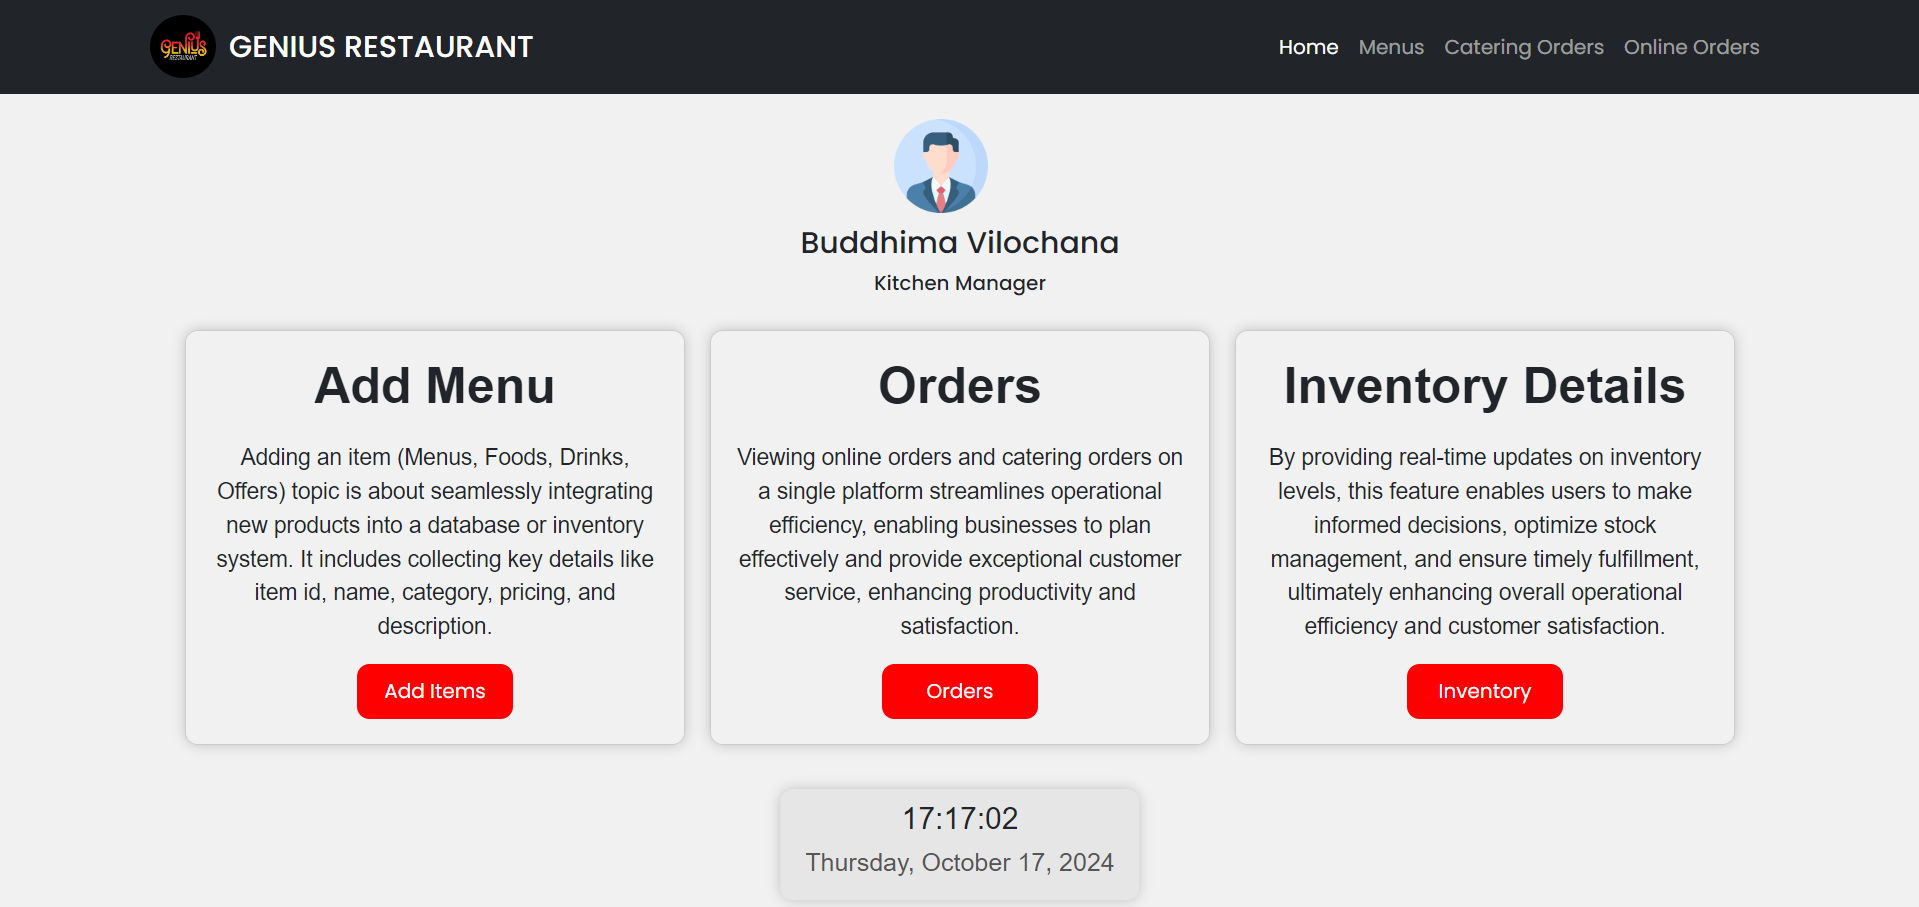 GENIUS
RESTAURANT
GENIUS RESTAURANT
Home Menus Catering Orders Online Orders
Buddhima Vilochana
Kitchen Manager
Add Menu
Adding an item (Menus, Foods, Drinks,
Offers) topic is about seamlessly integrating
new products into a database or inventory
system. It includes collecting key details like
item id, name, category, pricing, and
description.
Add Items
Orders
Viewing online orders and catering orders on
a single platform streamlines operational
efficiency, enabling businesses to plan
effectively and provide exceptional customer
service, enhancing productivity and
satisfaction.
Orders
Inventory Details
By providing real-time updates on inventory
levels, this feature enables users to make
informed decisions, optimize stock
management, and ensure timely fulfillment,
ultimately enhancing overall operational
efficiency and customer satisfaction.
Inventory
17:17:02
Thursday, October 17, 2024